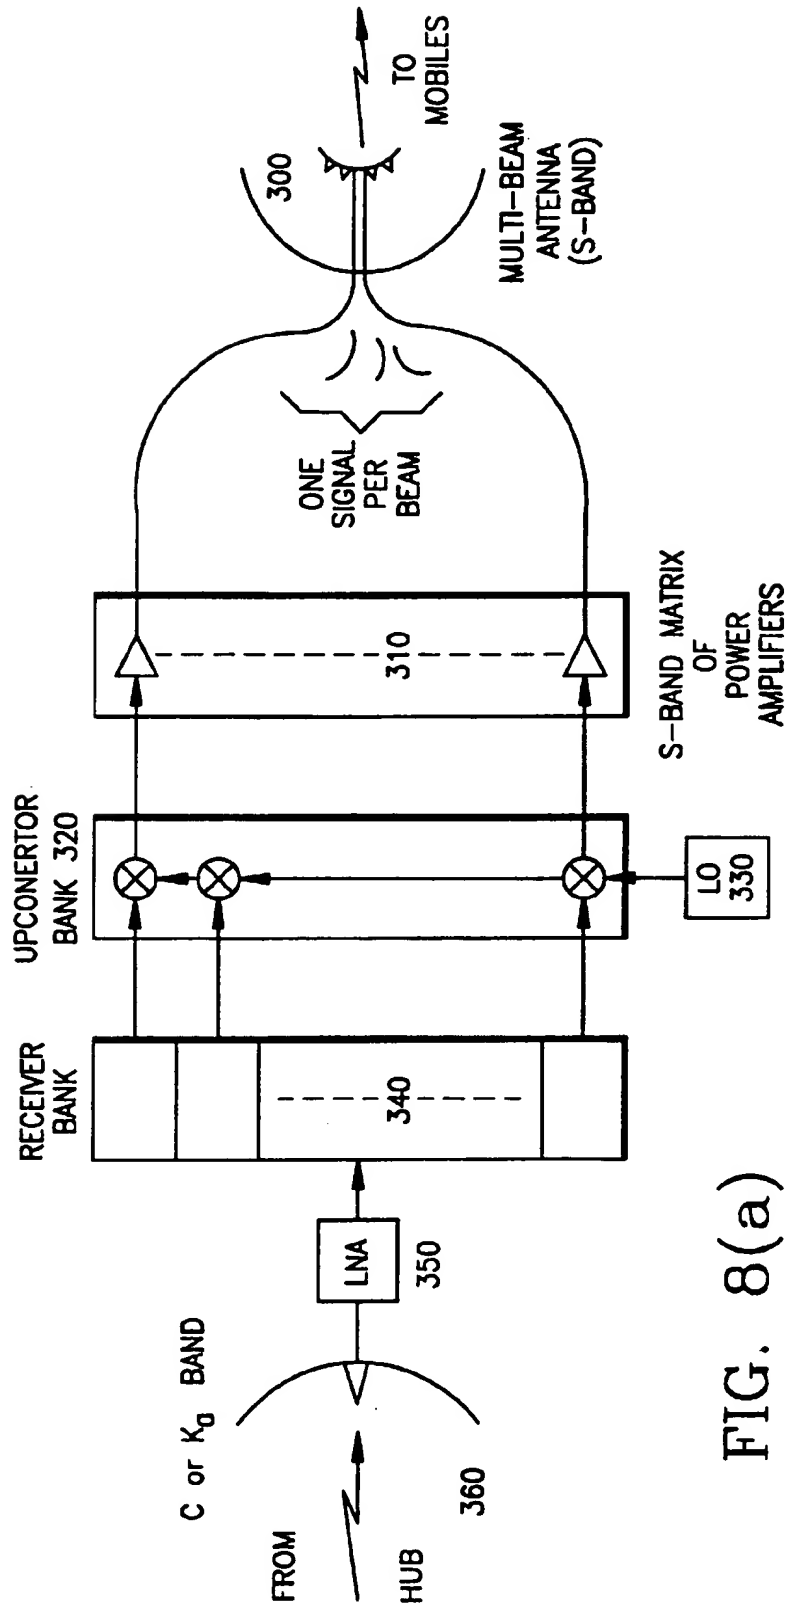 FROM
HUB
360
C or Ka BAND
LNA
350
RECEIVER
BANK
340
UPCONERTOR
BANK 320
LO
330
310
S-BAND MATRIX
OF
POWER
AMPLIFIERS
ONE
SIGNAL
PER
BEAM
300
MULTI-BEAM
ANTENNA
(S-BAND)
TO
MOBILES
FIG. 8(a)